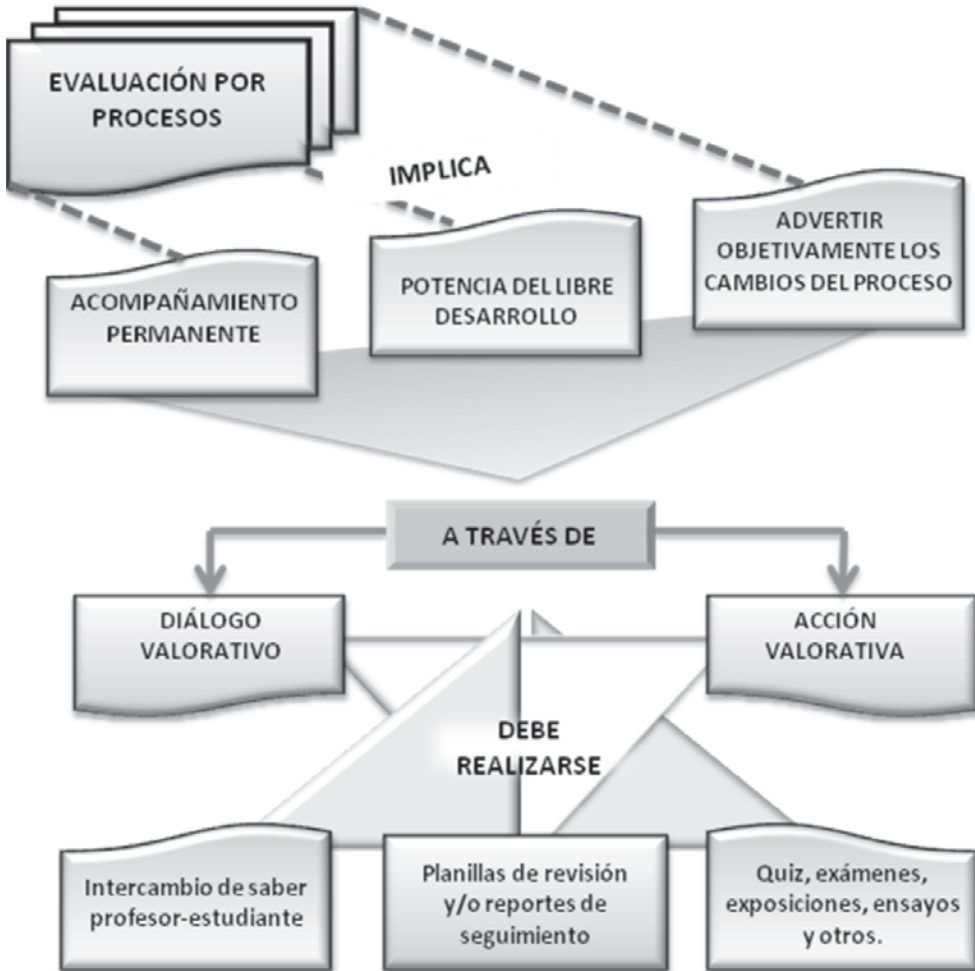 EVALUACIÓN POR
PROCESOS
IMPLICA
ACOMPAÑAMIENTO
PERMANENTE
POTENCIA DEL LIBRE
DESARROLLO
ADVERTIR
OBJETIVAMENTE LOS
CAMBIOS DEL PROCESO
A TRAVÉS DE
DIÁLOGO
VALORATIVO
ACCIÓN
VALORATIVA
DEBE
REALIZARSE
Intercambio de saber
profesor-estudiante
Planillas de revisión
y/o reportes de
seguimiento
Quiz, exámenes,
exposiciones, ensayos
y otros.